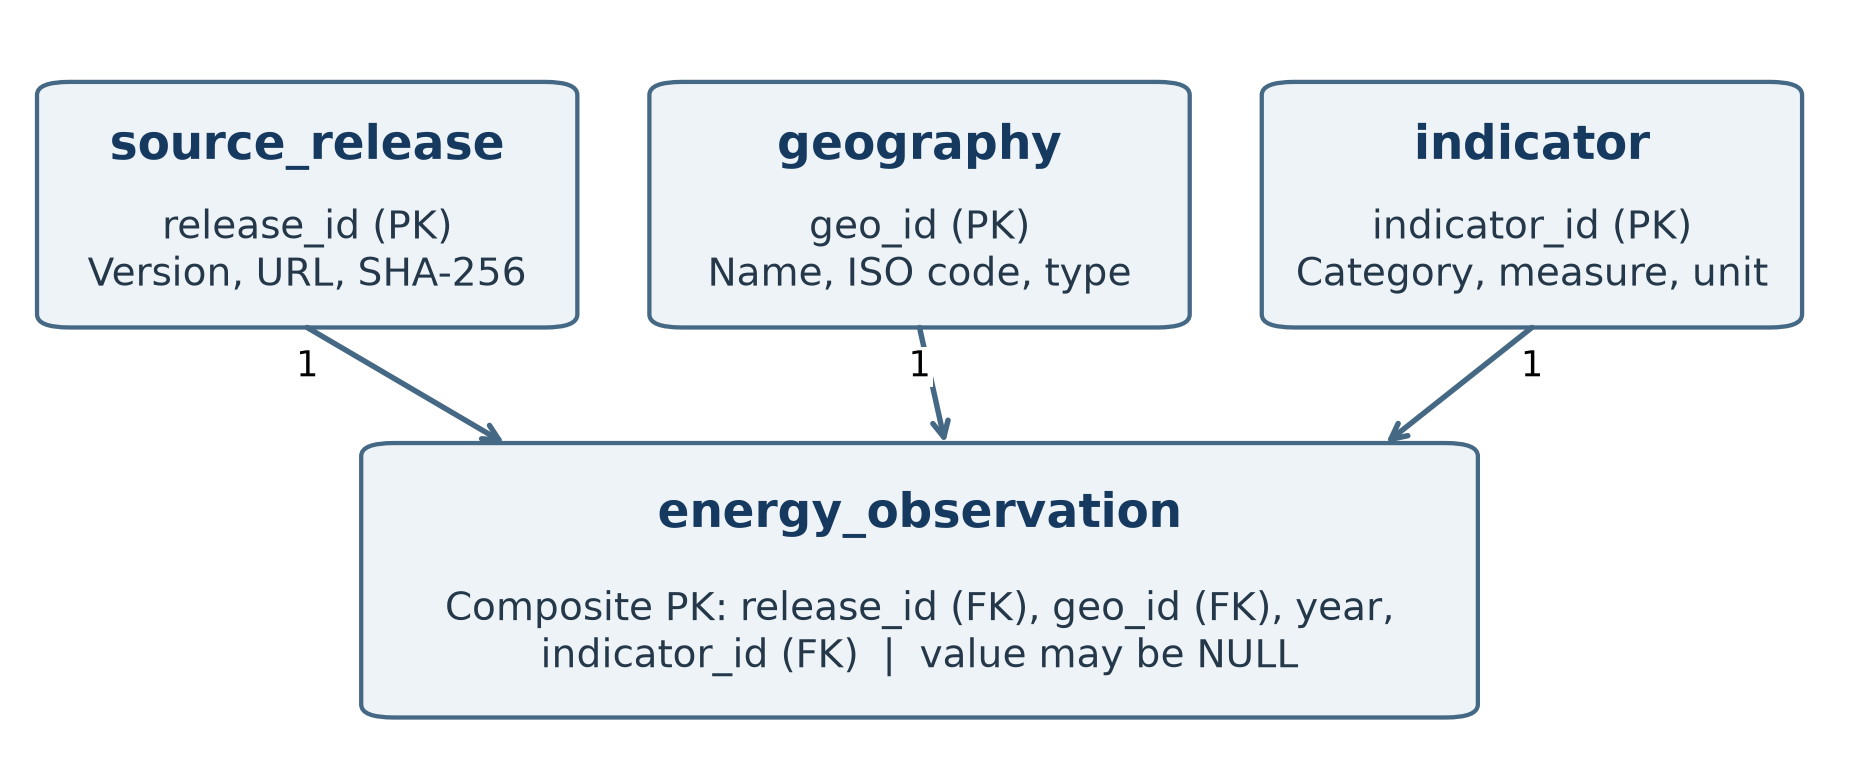 source_release
release_id (PK)
Version, URL, SHA-256
geography
geo_id (PK)
Name, ISO code, type
indicator
indicator_id (PK)
Category, measure, unit
1
1
1
energy_observation
Composite PK: release_id (FK), geo_id (FK), year,
indicator_id (FK) | value may be NULL